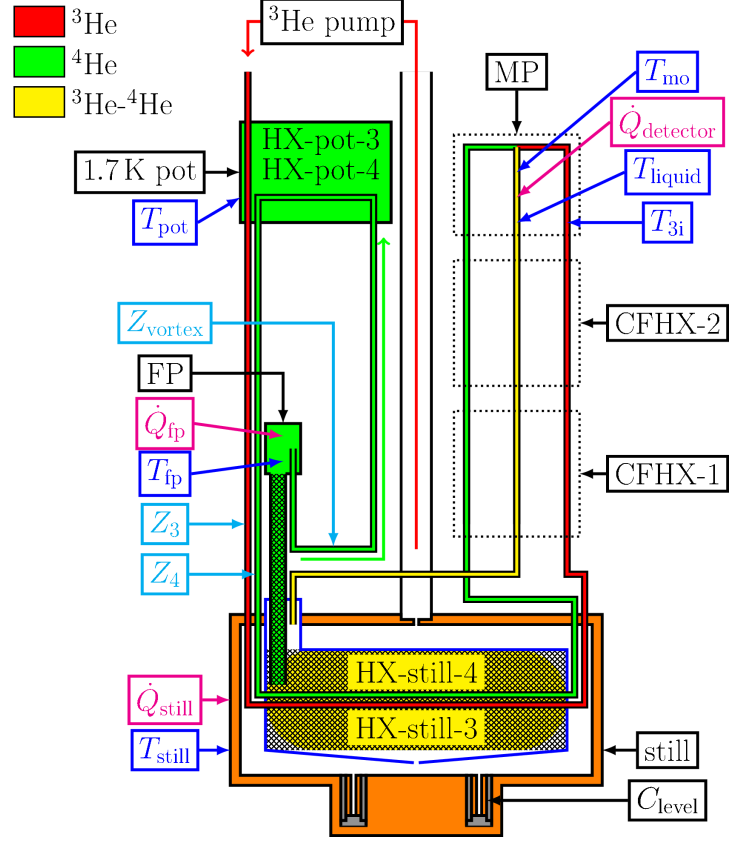 ³He
⁴He
³He-⁴He
³He pump
MP
T_mo
Q̇_detector
T_liquid
T_3i
HX-pot-3
HX-pot-4
1.7 K pot
T_pot
Z_vortex
CFHX-2
FP
Q̇_fp
T_fp
CFHX-1
Z_3
Z_4
HX-still-4
Q̇_still
HX-still-3
T_still
still
C_level